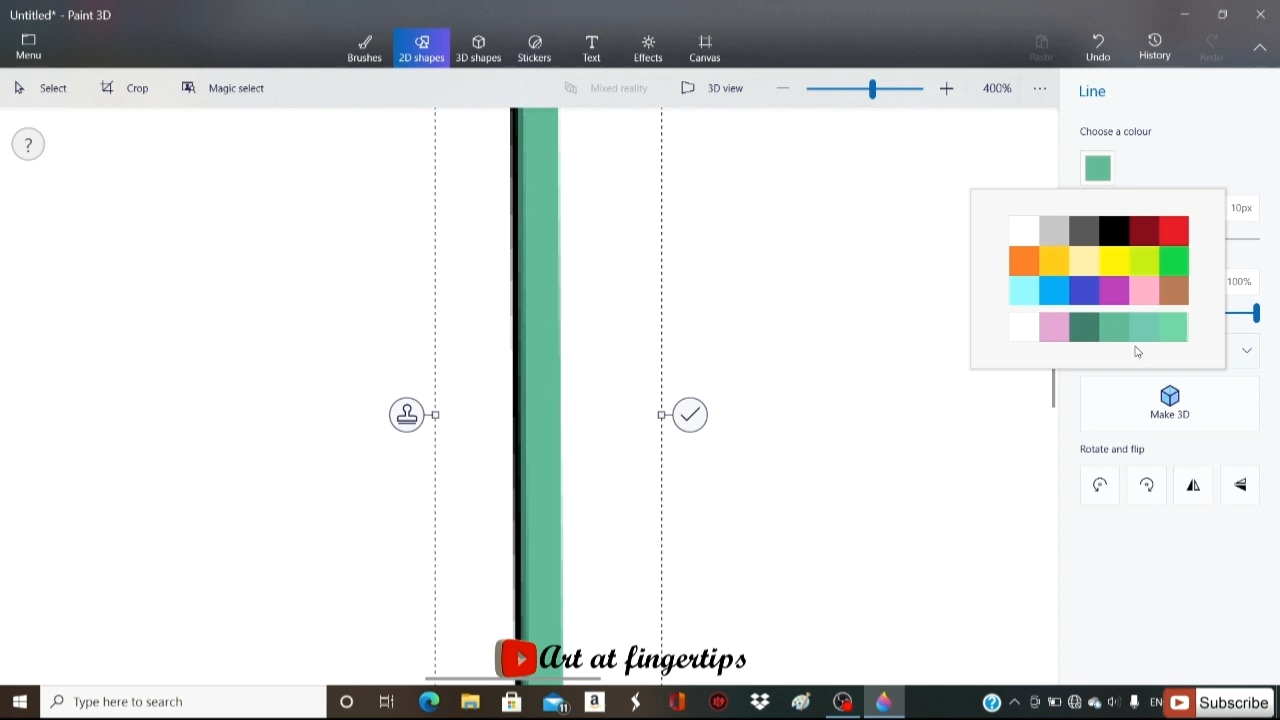 Untitled* - Paint 3D
Menu
Brushes
2D shapes
3D shapes
Stickers
Text
Effects
Canvas
Paste
Undo
History
Redo
Select
Crop
Magic select
Mixed reality
3D view
400%
Line
?
Choose a colour
10px
100%
Make 3D
Rotate and flip
Art at fingertips
Type here to search
a
11
?
EN
Subscribe